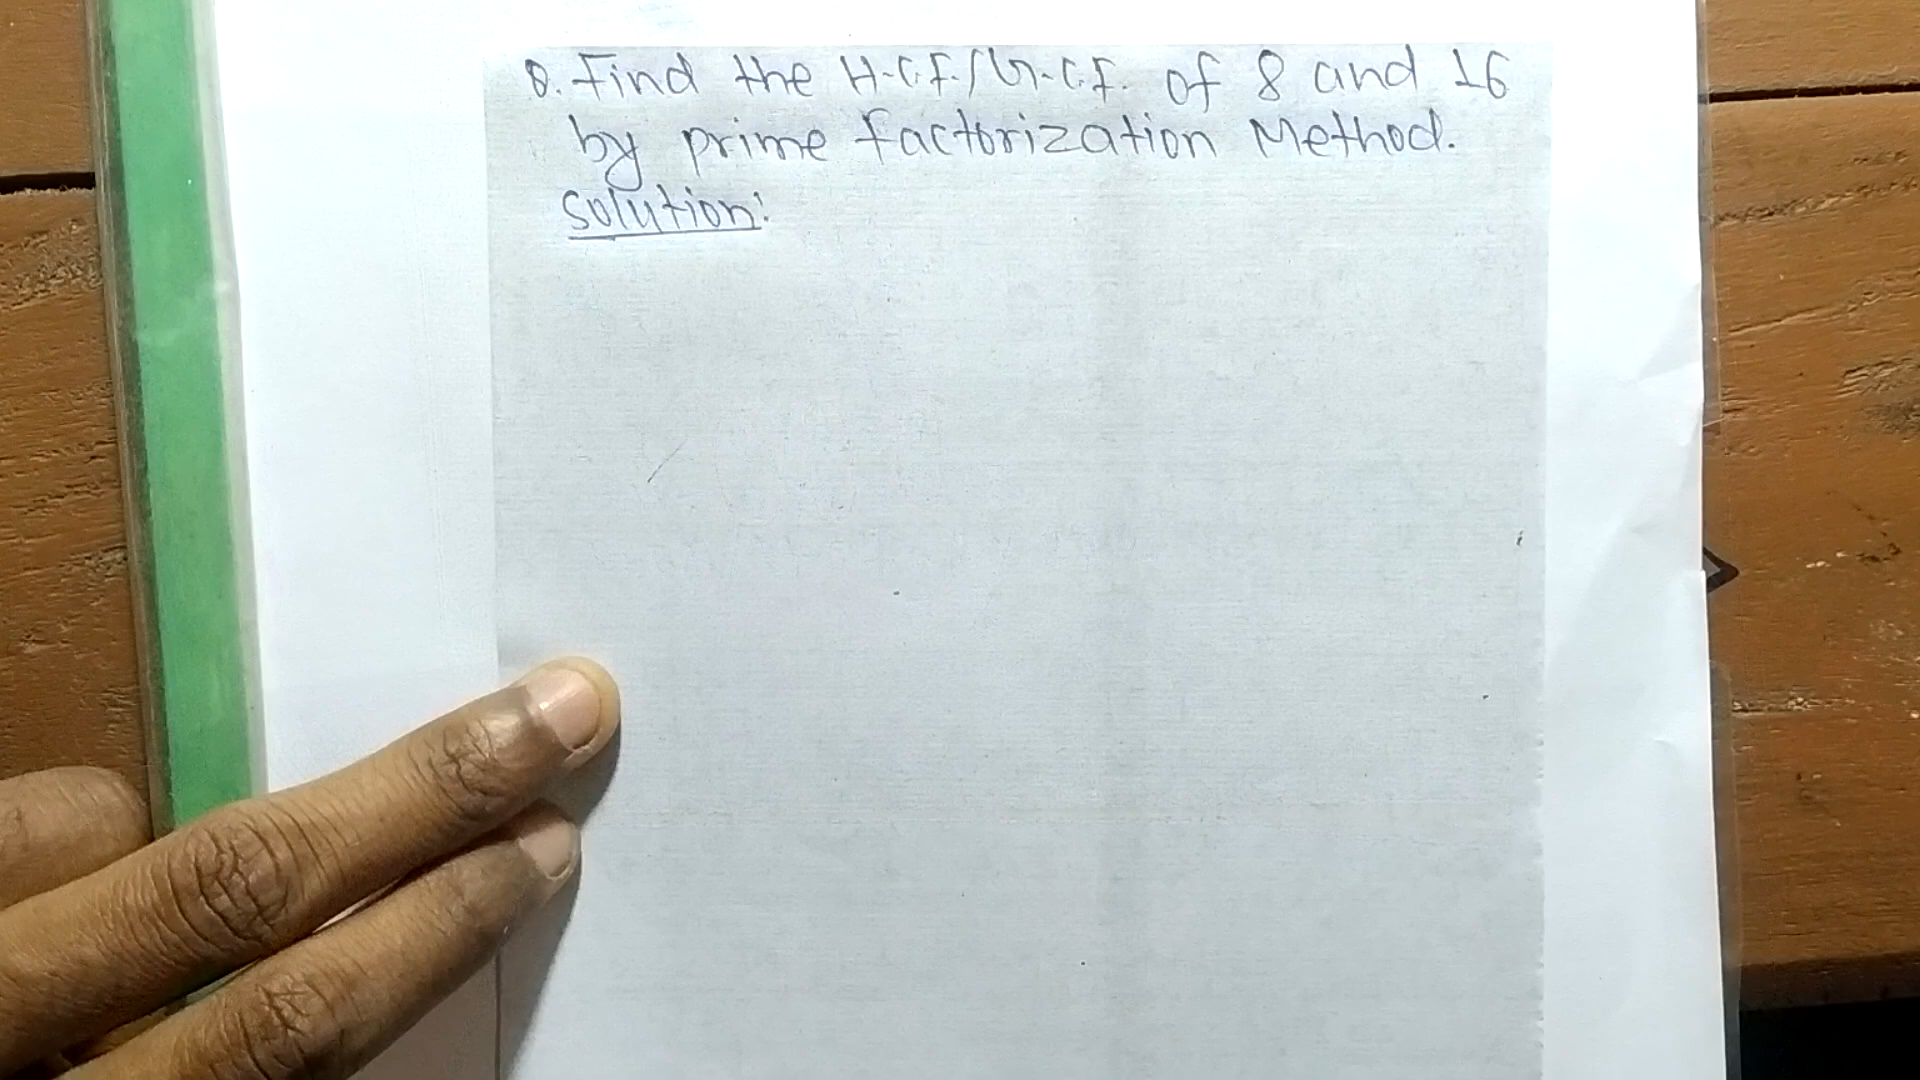 Q. Find the H.C.F./G.C.F. of 8 and 16
by prime factorization Method.
Solution: